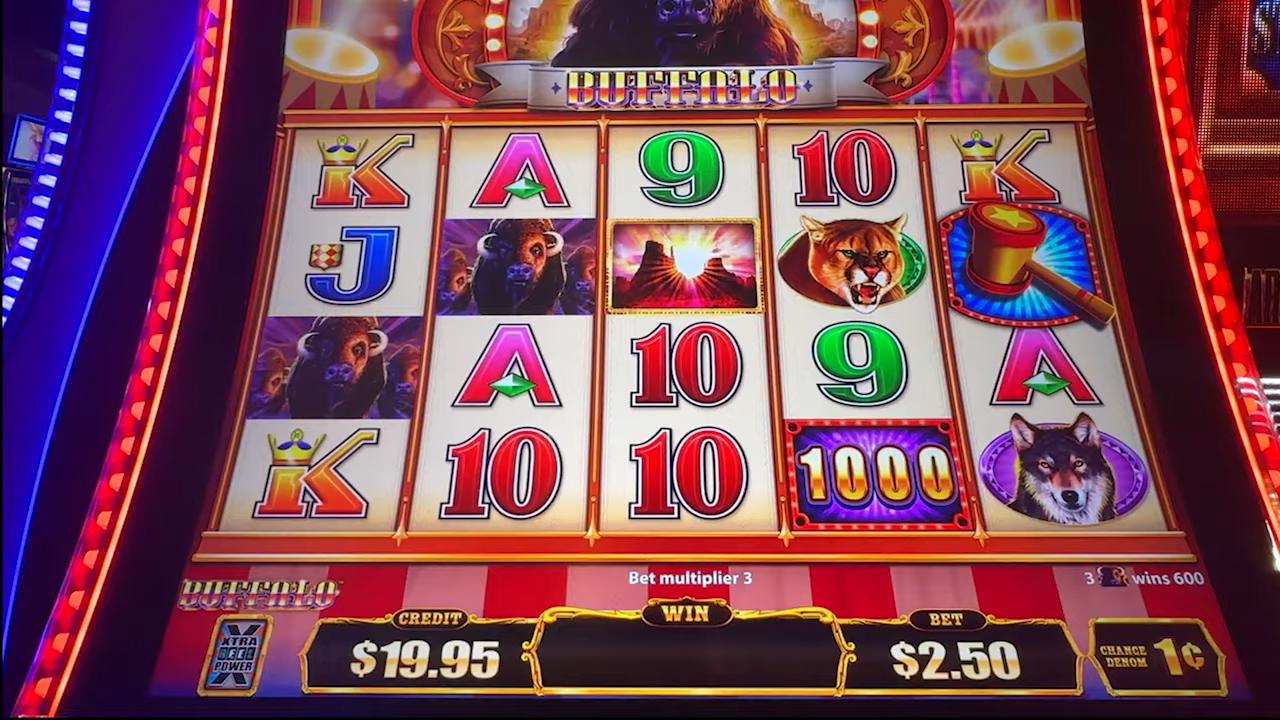 BUFFALO
K A 9 10 K
J
A 10 9 A
K 10 10 1000
Bet multiplier 3
3 wins 600
BUFFALO
XTRA
REEL
POWER
CREDIT
$19.95
WIN
BET
$2.50
CHANCE
DENOM
1¢